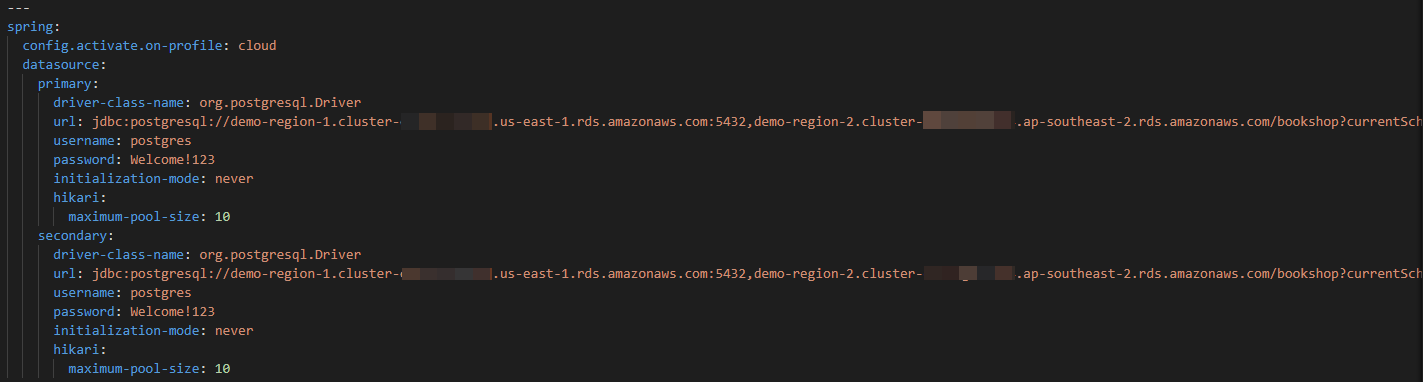 ---
spring:
  config.activate.on-profile: cloud
  datasource:
    primary:
      driver-class-name: org.postgresql.Driver
      url: jdbc:postgresql://demo-region-1.cluster- .us-east-1.rds.amazonaws.com:5432,demo-region-2.cluster- .ap-southeast-2.rds.amazonaws.com/bookshop?currentSch
      username: postgres
      password: Welcome!123
      initialization-mode: never
      hikari:
        maximum-pool-size: 10
    secondary:
      driver-class-name: org.postgresql.Driver
      url: jdbc:postgresql://demo-region-1.cluster- .us-east-1.rds.amazonaws.com:5432,demo-region-2.cluster- .ap-southeast-2.rds.amazonaws.com/bookshop?currentSch
      username: postgres
      password: Welcome!123
      initialization-mode: never
      hikari:
        maximum-pool-size: 10